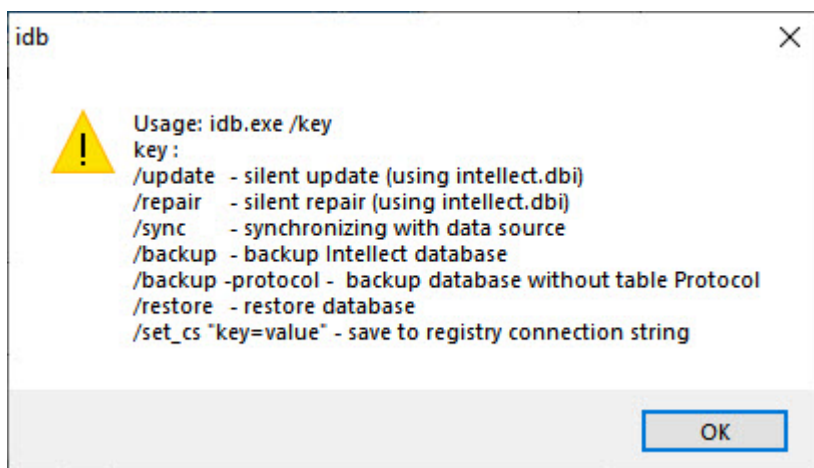 idb
Usage: idb.exe /key
key :
/update - silent update (using intellect.dbi)
/repair - silent repair (using intellect.dbi)
/sync - synchronizing with data source
/backup - backup Intellect database
/backup -protocol - backup database without table Protocol
/restore - restore database
/set_cs "key=value" - save to registry connection string
OK